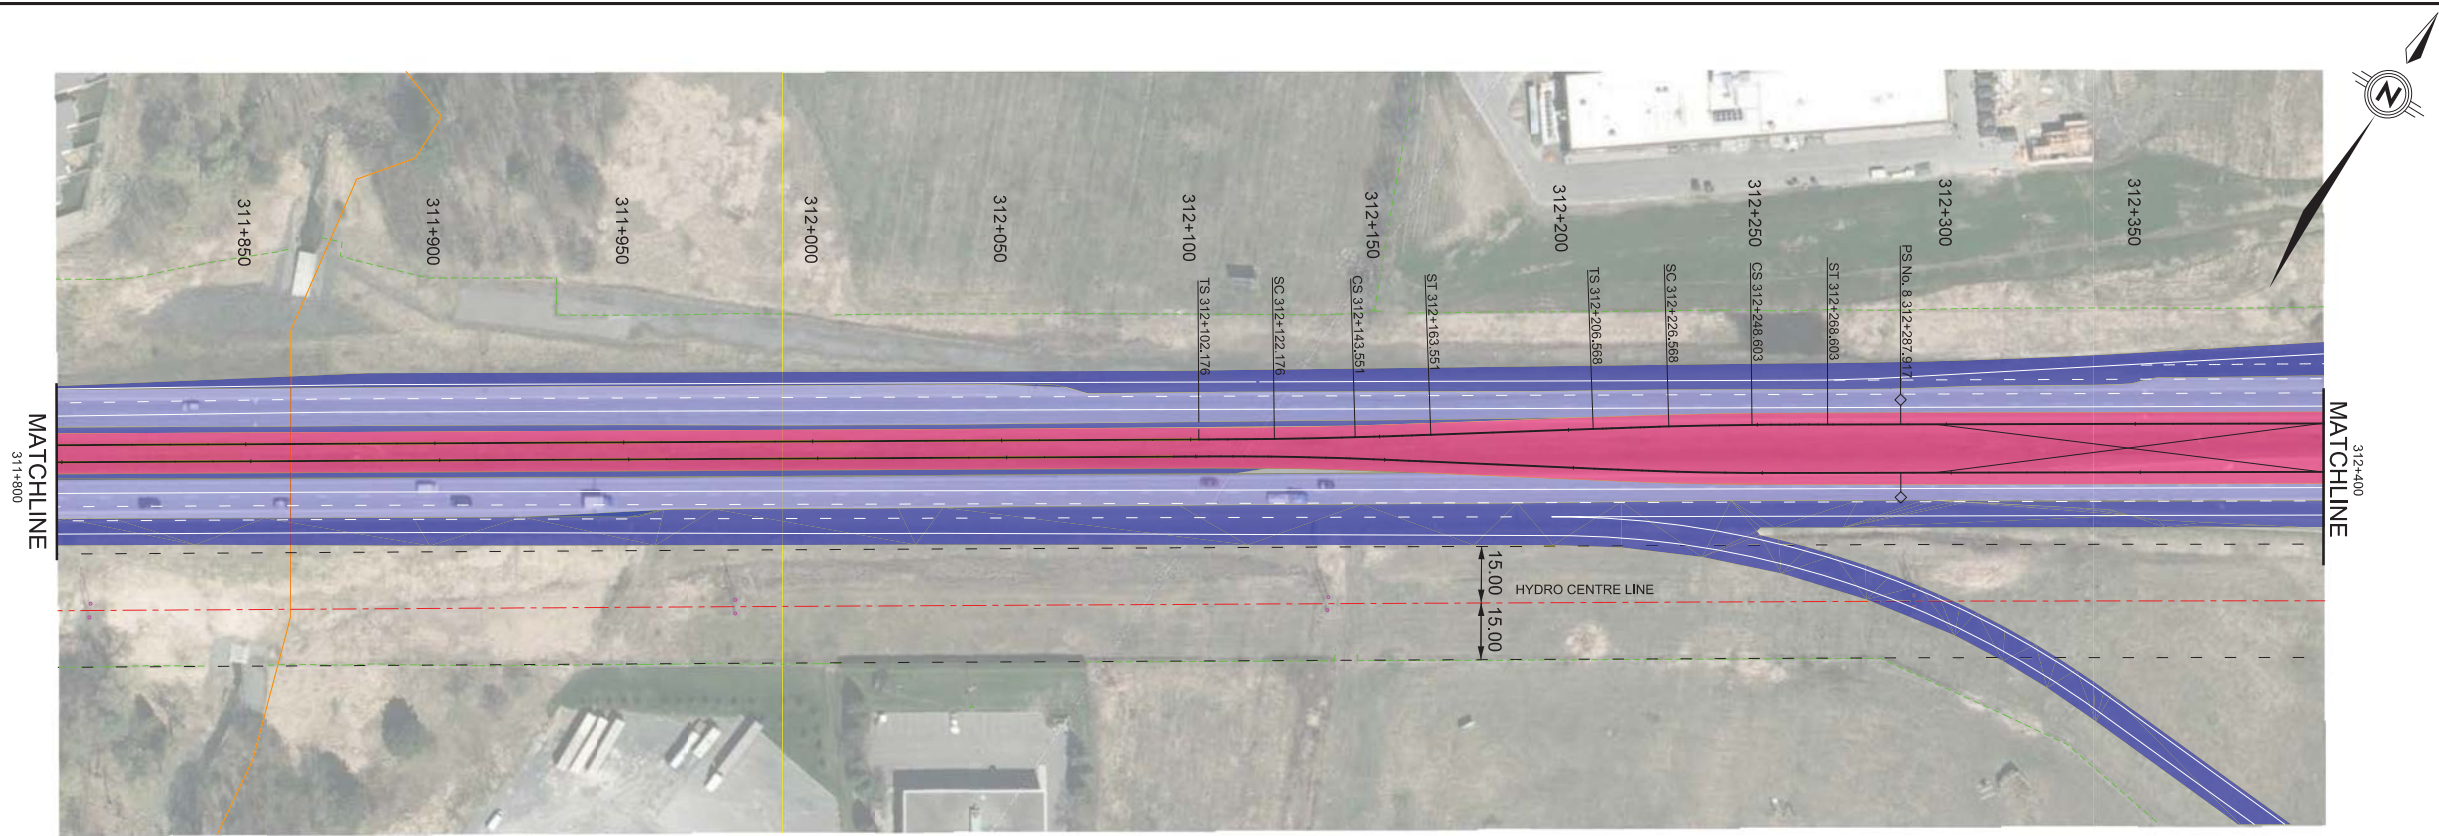 N
311+850
311+900
311+950
312+000
312+050
312+100
312+150
312+200
312+250
312+300
312+350
TS 312+102.176
SC 312+122.176
CS 312+143.551
ST 312+163.551
TS 312+206.568
SC 312+226.568
CS 312+248.603
ST 312+268.603
PS No. 8 312+287.917
MATCHLINE
311+800
MATCHLINE
312+400
15.00
15.00
HYDRO CENTRE LINE